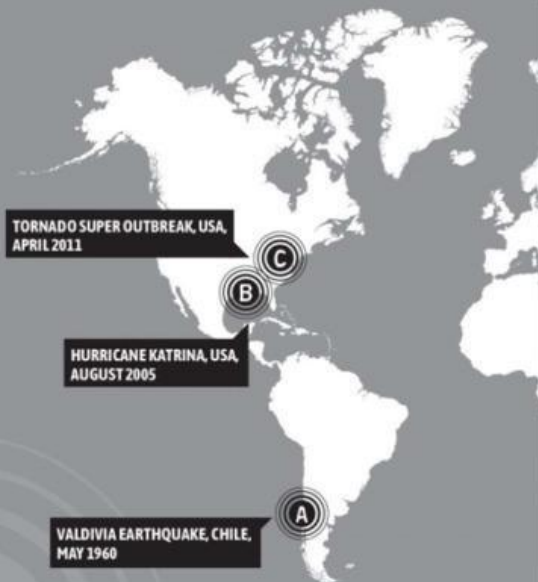 TORNADO SUPER OUTBREAK, USA,
APRIL 2011
C
B
HURRICANE KATRINA, USA,
AUGUST 2005
A
VALDIVIA EARTHQUAKE, CHILE,
MAY 1960